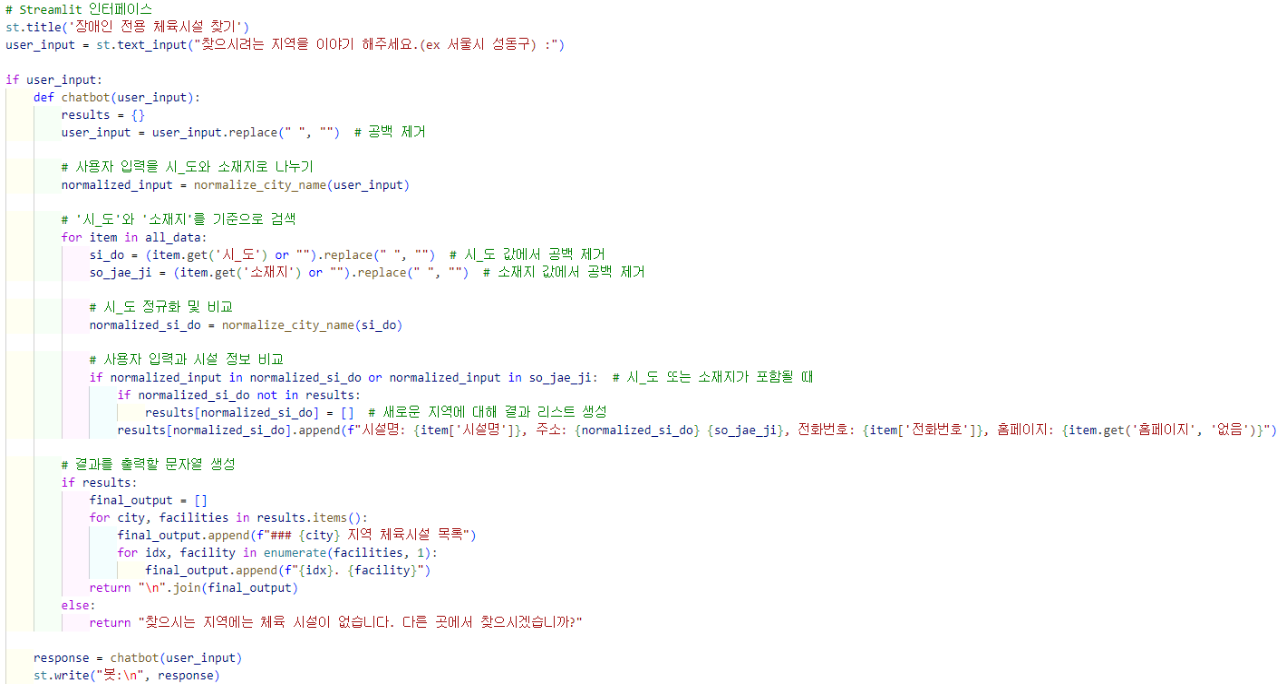 # Streamlit 인터페이스
st.title('장애인 전용 체육시설 찾기')
user_input = st.text_input("찾으시려는 지역을 이야기 해주세요.(ex 서울시 성동구) :")

if user_input:
    def chatbot(user_input):
        results = {}
        user_input = user_input.replace(" ", "")  # 공백 제거

        # 사용자 입력을 시_도와 소재지로 나누기
        normalized_input = normalize_city_name(user_input)

        # '시_도'와 '소재지'를 기준으로 검색
        for item in all_data:
            si_do = (item.get('시_도') or "").replace(" ", "")  # 시_도 값에서 공백 제거
            so_jae_ji = (item.get('소재지') or "").replace(" ", "")  # 소재지 값에서 공백 제거

            # 시_도 정규화 및 비교
            normalized_si_do = normalize_city_name(si_do)

            # 사용자 입력과 시설 정보 비교
            if normalized_input in normalized_si_do or normalized_input in so_jae_ji:  # 시_도 또는 소재지가 포함될 때
                if normalized_si_do not in results:
                    results[normalized_si_do] = []  # 새로운 지역에 대해 결과 리스트 생성
                results[normalized_si_do].append(f"시설명: {item['시설명']}, 주소: {normalized_si_do} {so_jae_ji}, 전화번호: {item['전화번호']}, 홈페이지: {item.get('홈페이지', '없음')}")

        # 결과를 출력할 문자열 생성
        if results:
            final_output = []
            for city, facilities in results.items():
                final_output.append(f"### {city} 지역 체육시설 목록")
                for idx, facility in enumerate(facilities, 1):
                    final_output.append(f"{idx}. {facility}")
            return "\n".join(final_output)
        else:
            return "찾으시는 지역에는 체육 시설이 없습니다. 다른 곳에서 찾으시겠습니까?"

    response = chatbot(user_input)
    st.write("봇:\n", response)